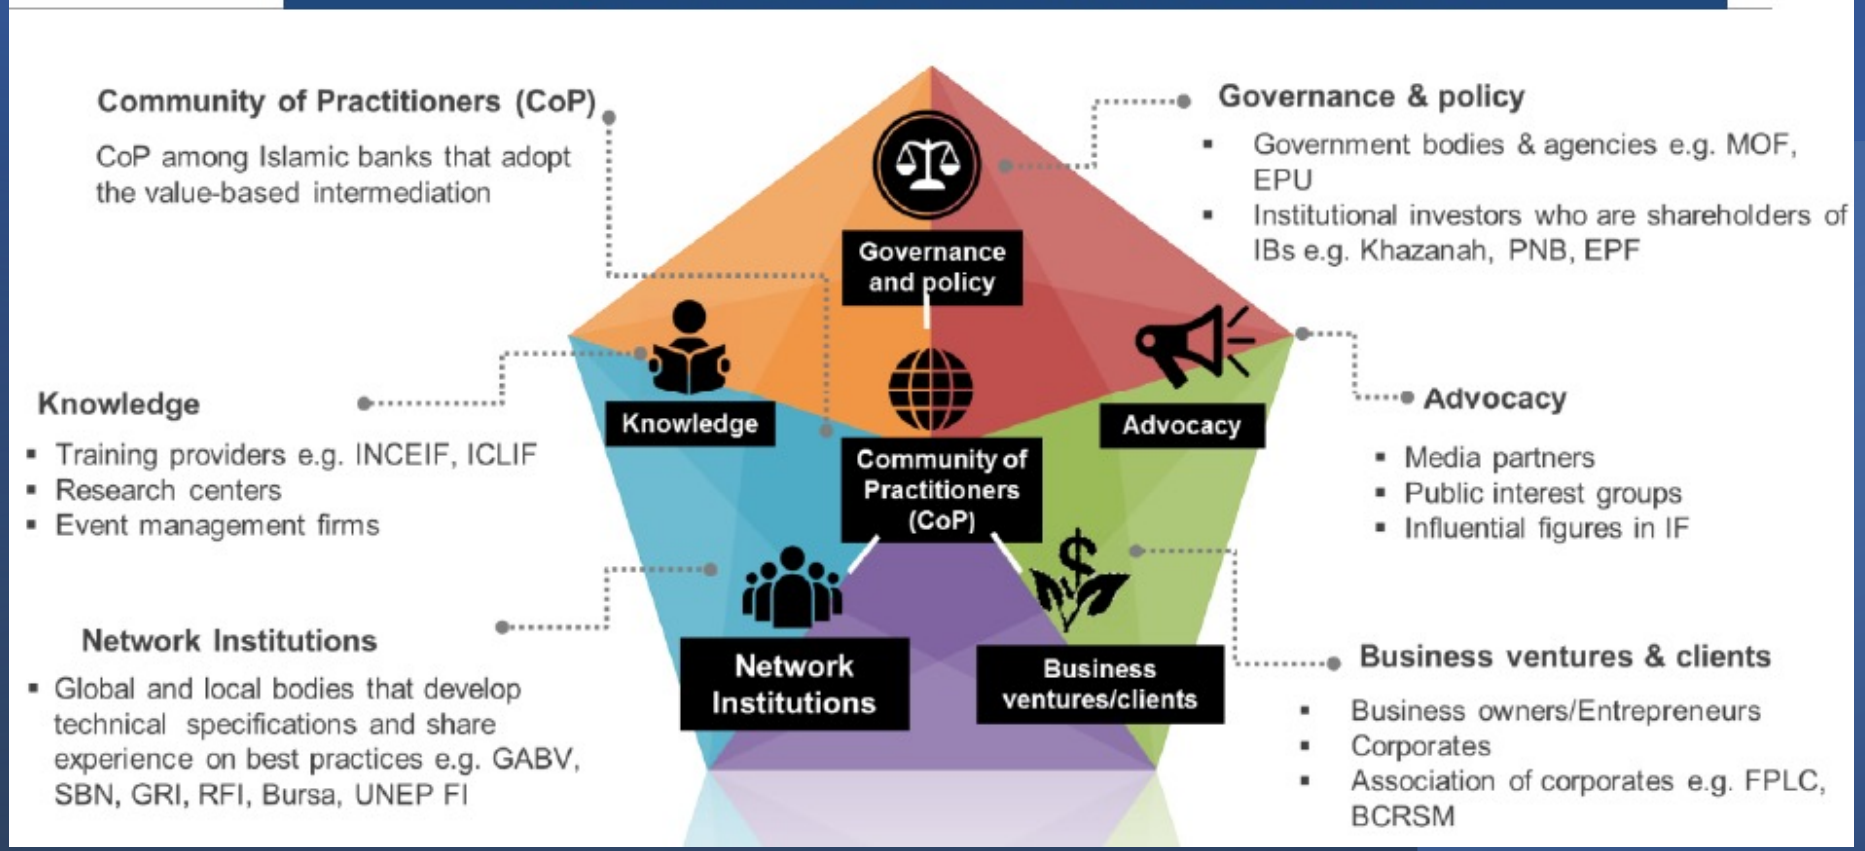 Community of Practitioners (CoP)
CoP among Islamic banks that adopt
the value-based intermediation
Governance & policy
▪ Government bodies & agencies e.g. MOF,
EPU
▪ Institutional investors who are shareholders of
IBs e.g. Khazanah, PNB, EPF
Governance
and policy
Knowledge
Advocacy
Community of
Practitioners
(CoP)
Network
Institutions
Business
ventures/clients
Knowledge
▪ Training providers e.g. INCEIF, ICLIF
▪ Research centers
▪ Event management firms
Advocacy
▪ Media partners
▪ Public interest groups
▪ Influential figures in IF
Network Institutions
▪ Global and local bodies that develop
technical specifications and share
experience on best practices e.g. GABV,
SBN, GRI, RFI, Bursa, UNEP FI
Business ventures & clients
▪ Business owners/Entrepreneurs
▪ Corporates
▪ Association of corporates e.g. FPLC,
BCRSM